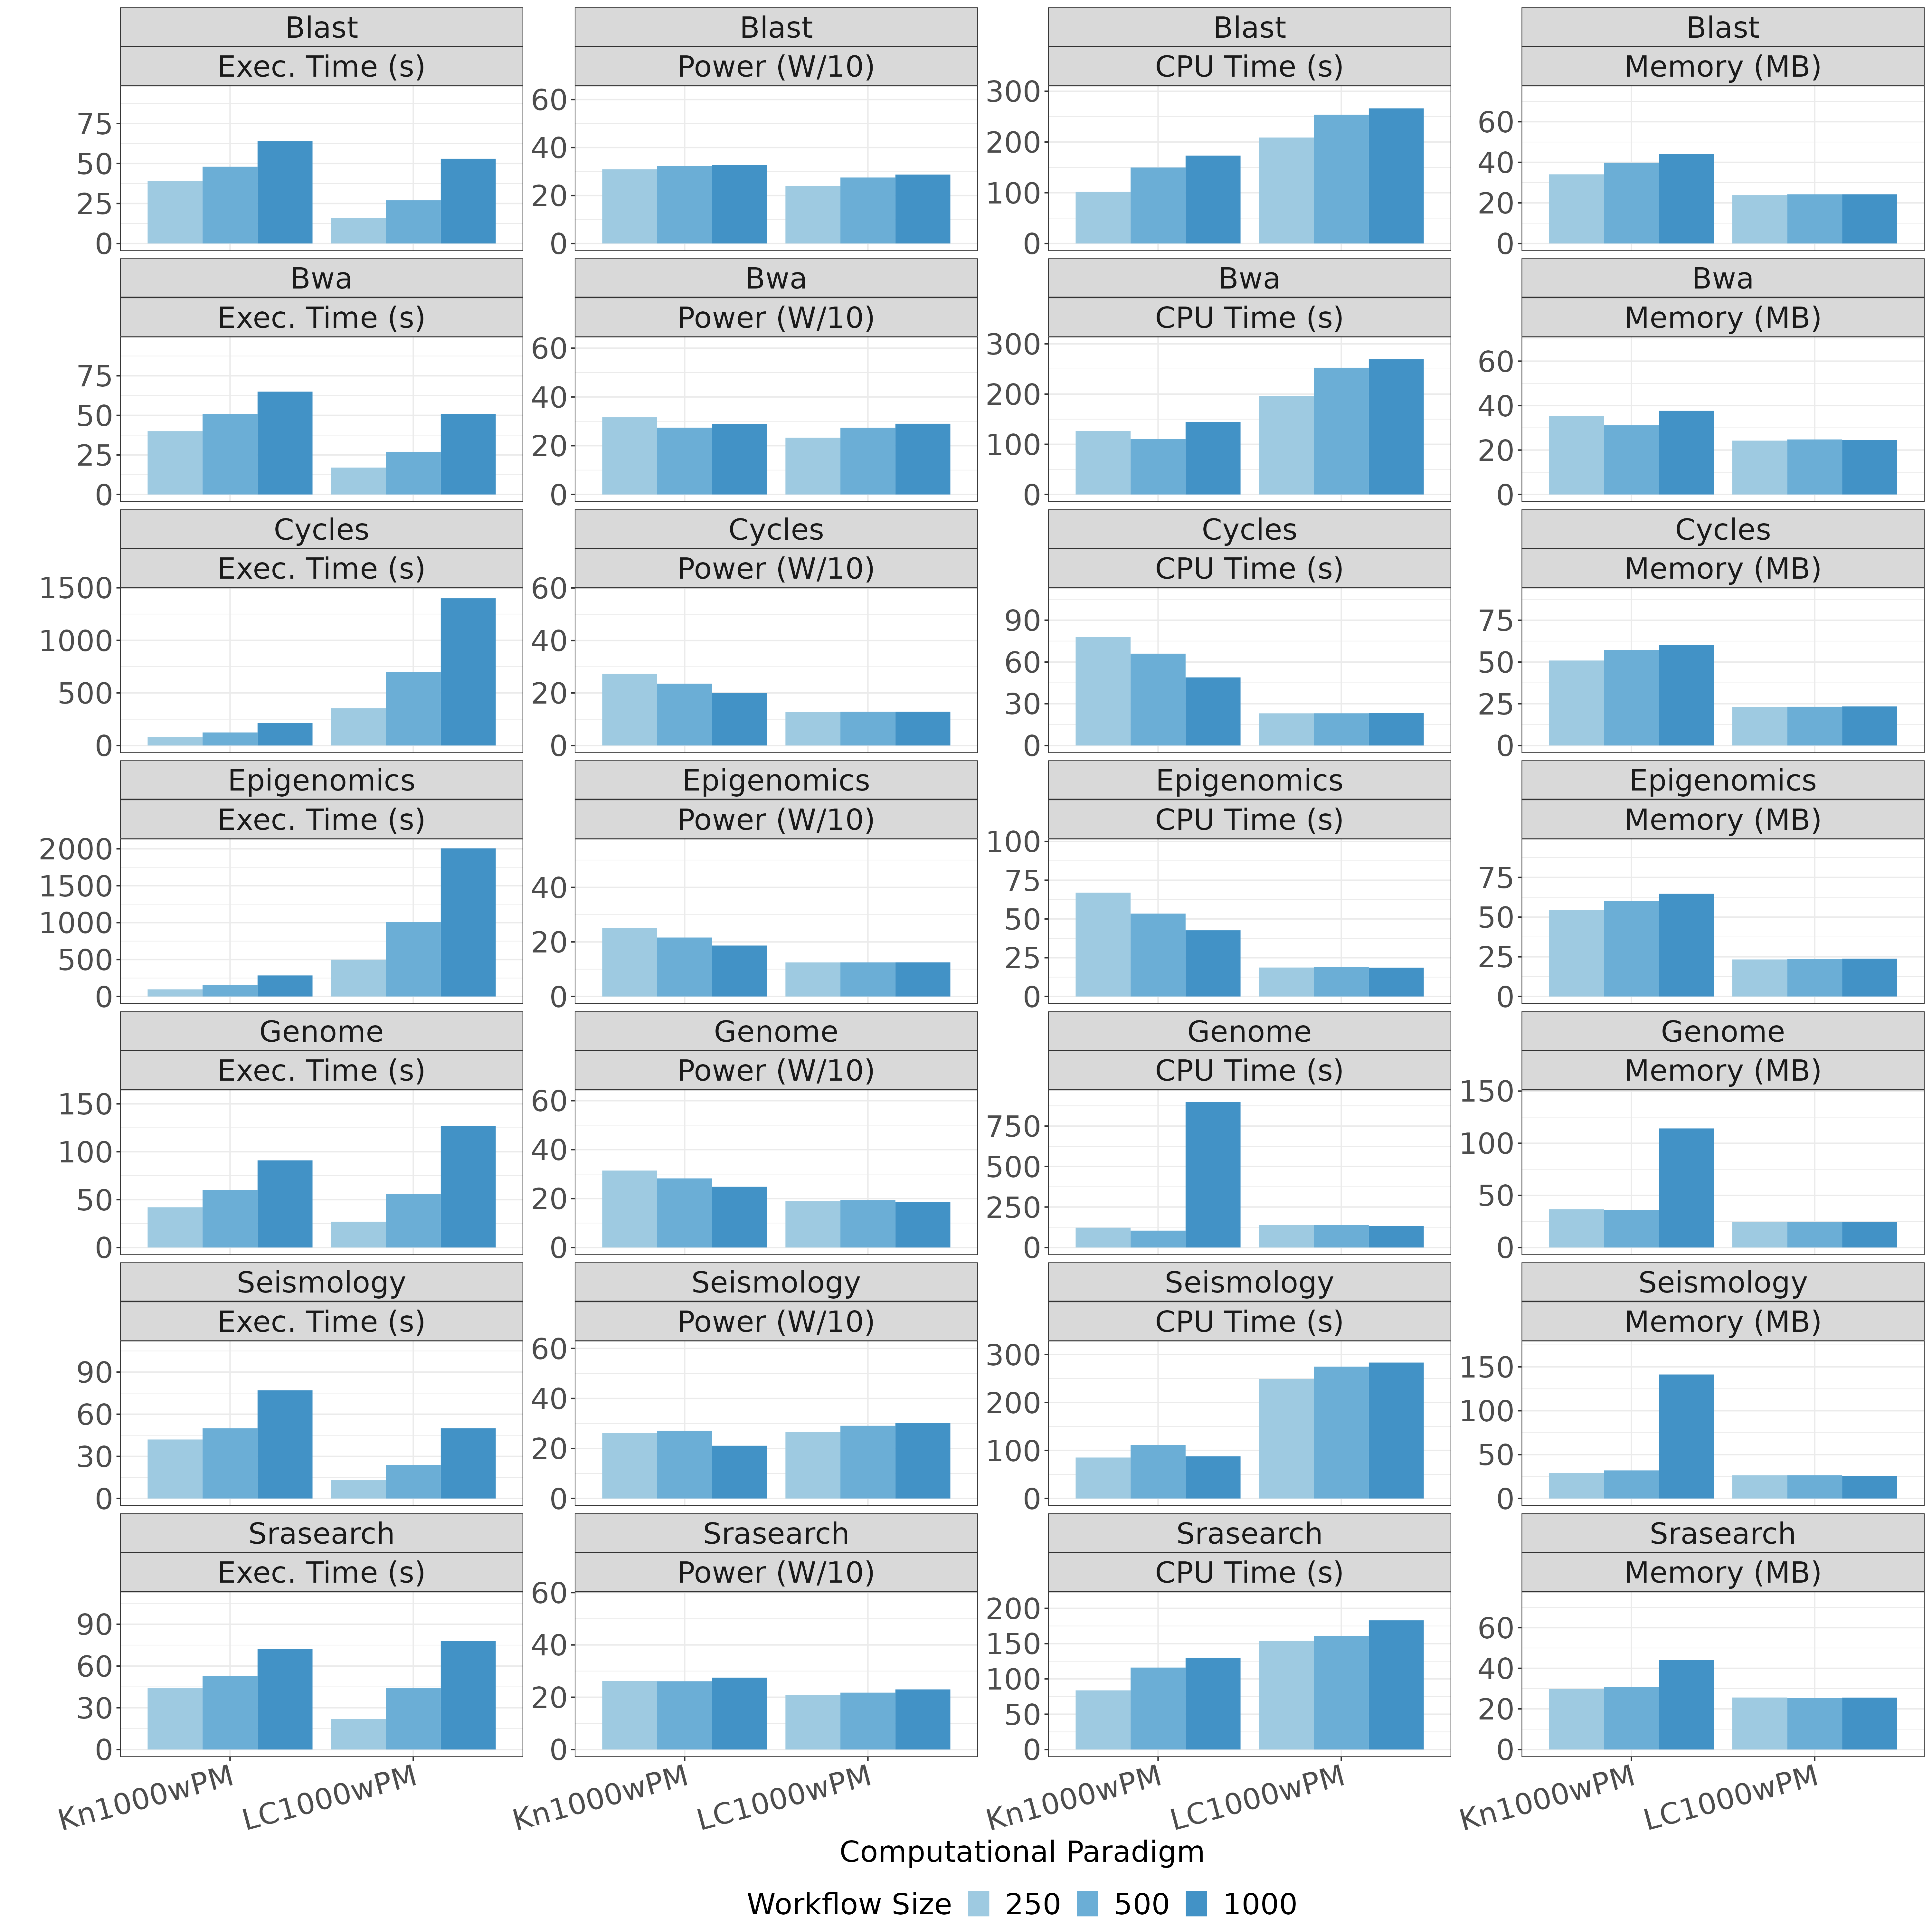 Blast Blast Blast Blast
Exec. Time (s) Power (W/10) CPU Time (s) Memory (MB)
75 60 300 60
50 40 200 40
25 20 100 20
0 0 0 0
Bwa Bwa Bwa Bwa
Exec. Time (s) Power (W/10) CPU Time (s) Memory (MB)
75 60 300 60
50 40 200 40
25 20 100 20
0 0 0 0
Cycles Cycles Cycles Cycles
Exec. Time (s) Power (W/10) CPU Time (s) Memory (MB)
1500 60 90 75
1000 40 60 50
500 20 30 25
0 0 0 0
Epigenomics Epigenomics Epigenomics Epigenomics
Exec. Time (s) Power (W/10) CPU Time (s) Memory (MB)
2000 100
1500 40 75 75
1000 50 50
500 20 25 25
0 0 0 0
Genome Genome Genome Genome
Exec. Time (s) Power (W/10) CPU Time (s) Memory (MB)
150 60 750 150
100 40 500 100
50 20 250 50
0 0 0 0
Seismology Seismology Seismology Seismology
Exec. Time (s) Power (W/10) CPU Time (s) Memory (MB)
90 60 300 150
60 40 200 100
30 20 100 50
0 0 0 0
Srasearch Srasearch Srasearch Srasearch
Exec. Time (s) Power (W/10) CPU Time (s) Memory (MB)
90 60 200 60
60 40 150 40
30 20 100 20
50
0 0 0 0
Kn1000wPM LC1000wPM Kn1000wPM LC1000wPM Kn1000wPM LC1000wPM Kn1000wPM LC1000wPM
Computational Paradigm
Workflow Size 250 500 1000